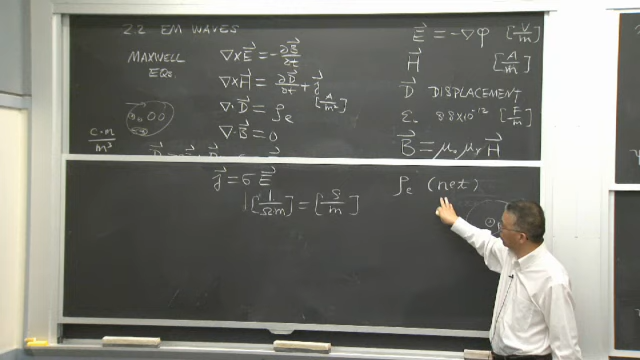 2.2 EM WAVES
MAXWELL
EQs.
∇×E⃗ = -∂B⃗/∂t
∇×H⃗ = ∂D⃗/∂t + j⃗
[A/m²]
∇·D⃗ = ρe
∇·B⃗ = 0
C·m/m³
E⃗ = -∇φ [V/m]
H⃗ [A/m]
D⃗ DISPLACEMENT
ε₀ 8.8×10⁻¹² [F/m]
B⃗ = μ₀ μr H⃗
j⃗ = σ E⃗
[1/Ωm] = [S/m]
ρe (net)